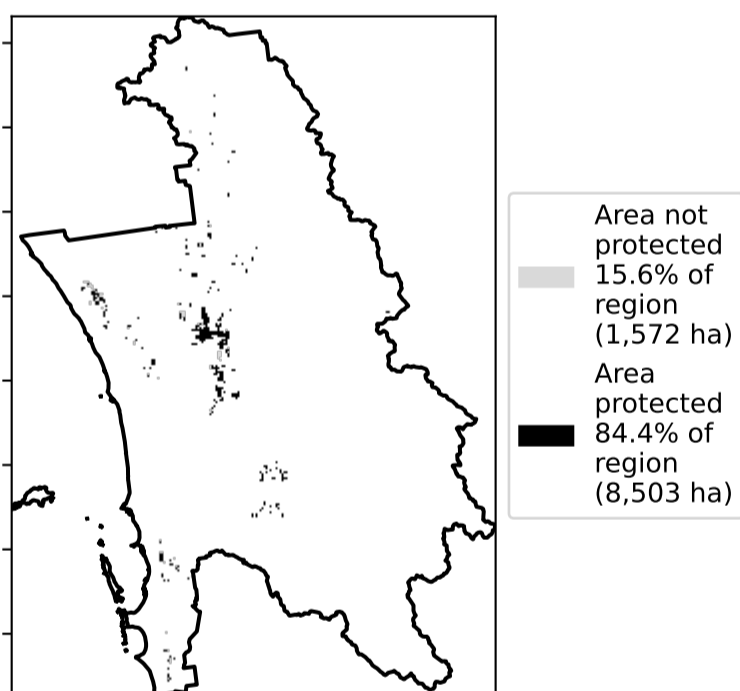 Area not
protected
15.6% of
region
(1,572 ha)
Area
protected
84.4% of
region
(8,503 ha)